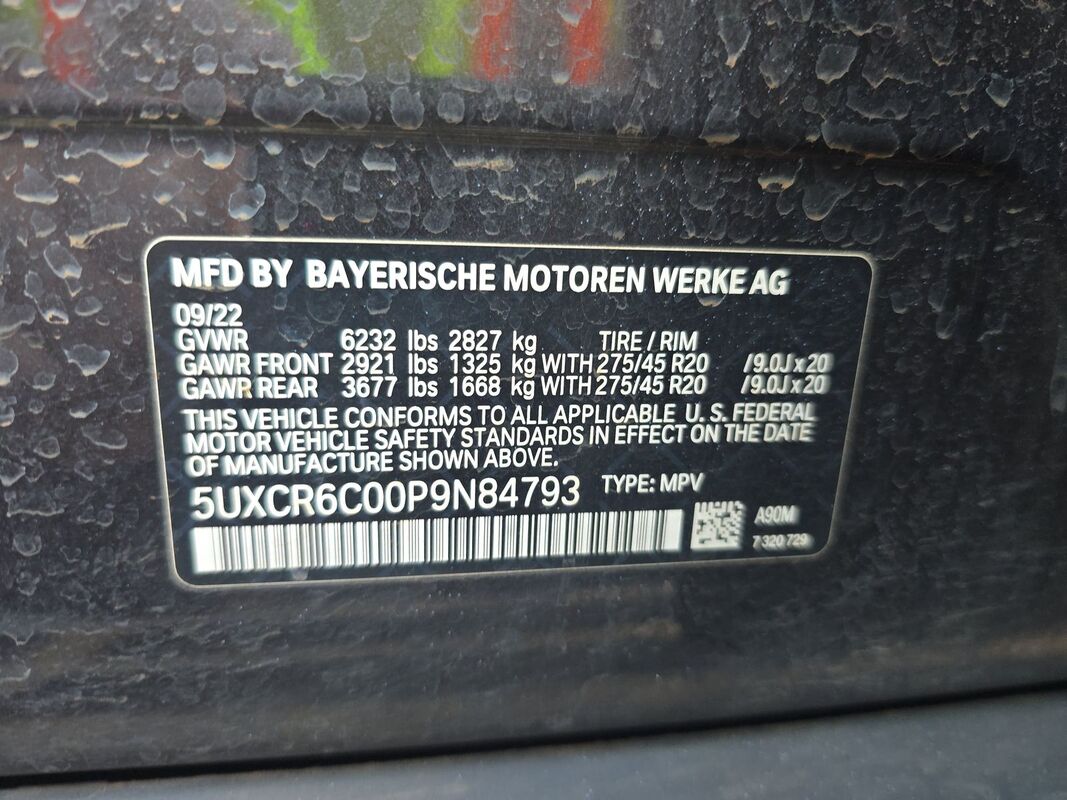 MFD BY BAYERISCHE MOTOREN WERKE AG
09/22
GVWR 6232 lbs 2827 kg TIRE / RIM
GAWR FRONT 2921 lbs 1325 kg WITH 275/45 R20 /9.0J x 20
GAWR REAR 3677 lbs 1668 kg WITH 275/45 R20 /9.0J x 20
THIS VEHICLE CONFORMS TO ALL APPLICABLE U. S. FEDERAL
MOTOR VEHICLE SAFETY STANDARDS IN EFFECT ON THE DATE
OF MANUFACTURE SHOWN ABOVE.
5UXCR6C00P9N84793 TYPE: MPV
A90M
7 320 729